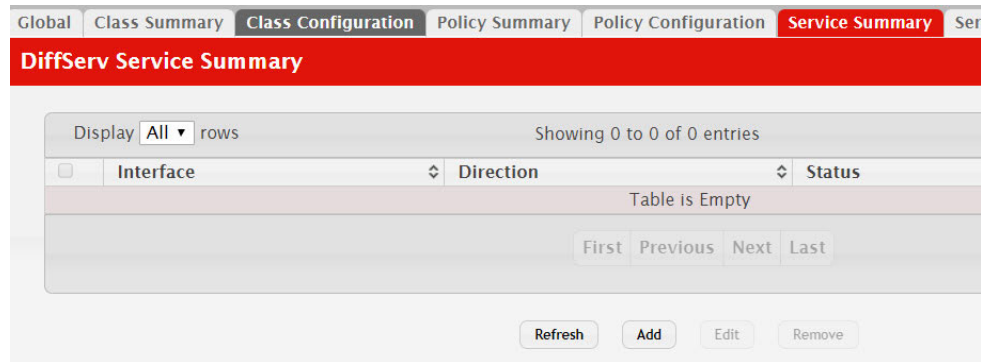 Global Class Summary Class Configuration Policy Summary Policy Configuration Service Summary Ser
DiffServ Service Summary
Display All rows Showing 0 to 0 of 0 entries
Interface Direction Status
Table is Empty
First Previous Next Last
Refresh Add Edit Remove